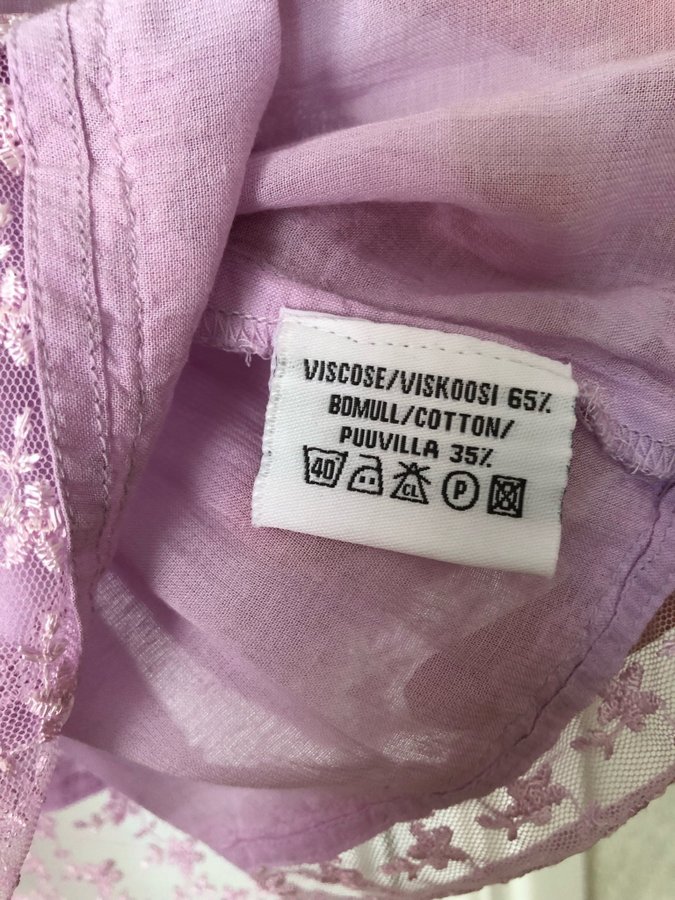 VISCOSE/VISKOOSI 65%
BOMULL/COTTON/
PUUVILLA 35%
40 CL P